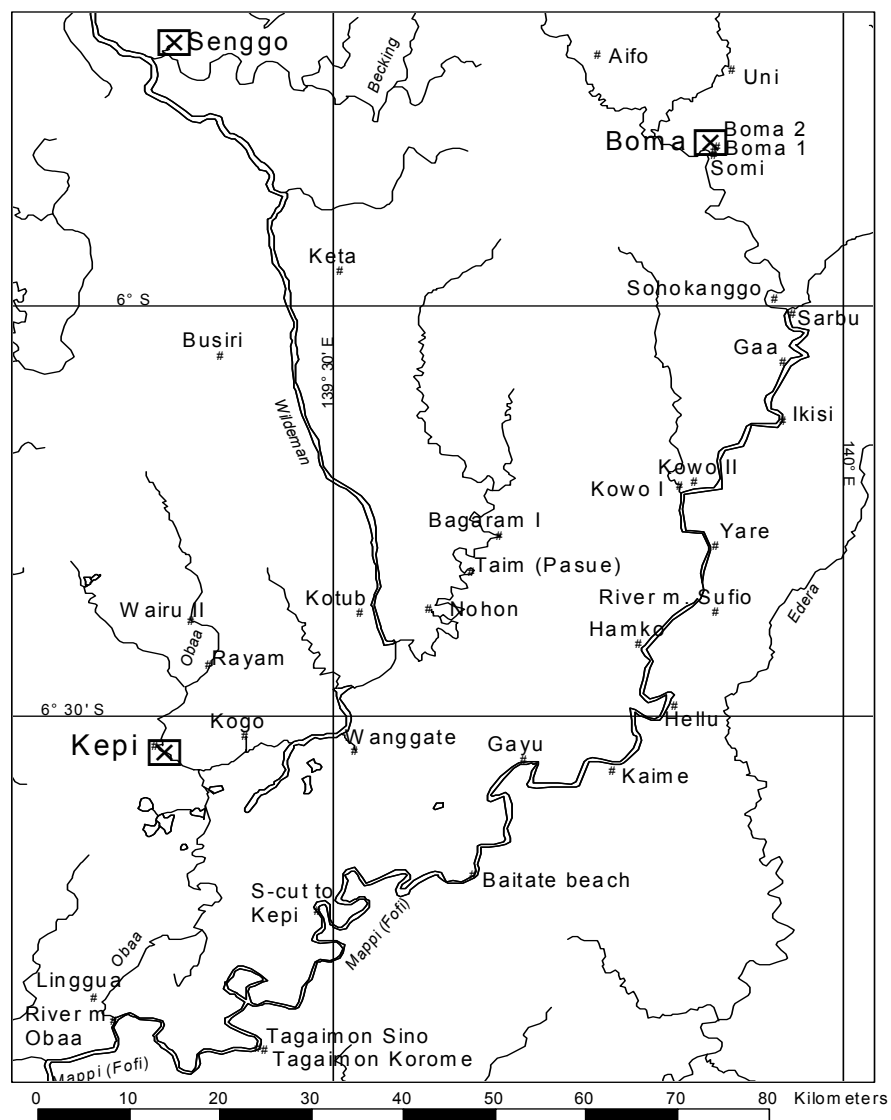 Senggo
Becking
Aifo
Uni
Boma
Boma 2
Boma 1
Somi
Keta
Sohokanggo
6° S
Sarbu
Busiri
139° 30' E
Gaa
Wildeman
Ikisi
140° E
Kowo II
Kowo I
Bagaram I
Yare
Taim (Pasue)
Wairu II
Kotub
Nohon
River m. Sufio
Edera
Obaa
Hamko
Rayam
6° 30' S
Kogo
Hellu
Kepi
Wanggate
Gayu
Kaime
S-cut to
Kepi
Baitate beach
Mappi (Fofi)
Obaa
Linggua
River m.
Obaa
Tagaimon Sino
Tagaimon Korome
Mappi (Fofi)
0 10 20 30 40 50 60 70 80 Kilometers